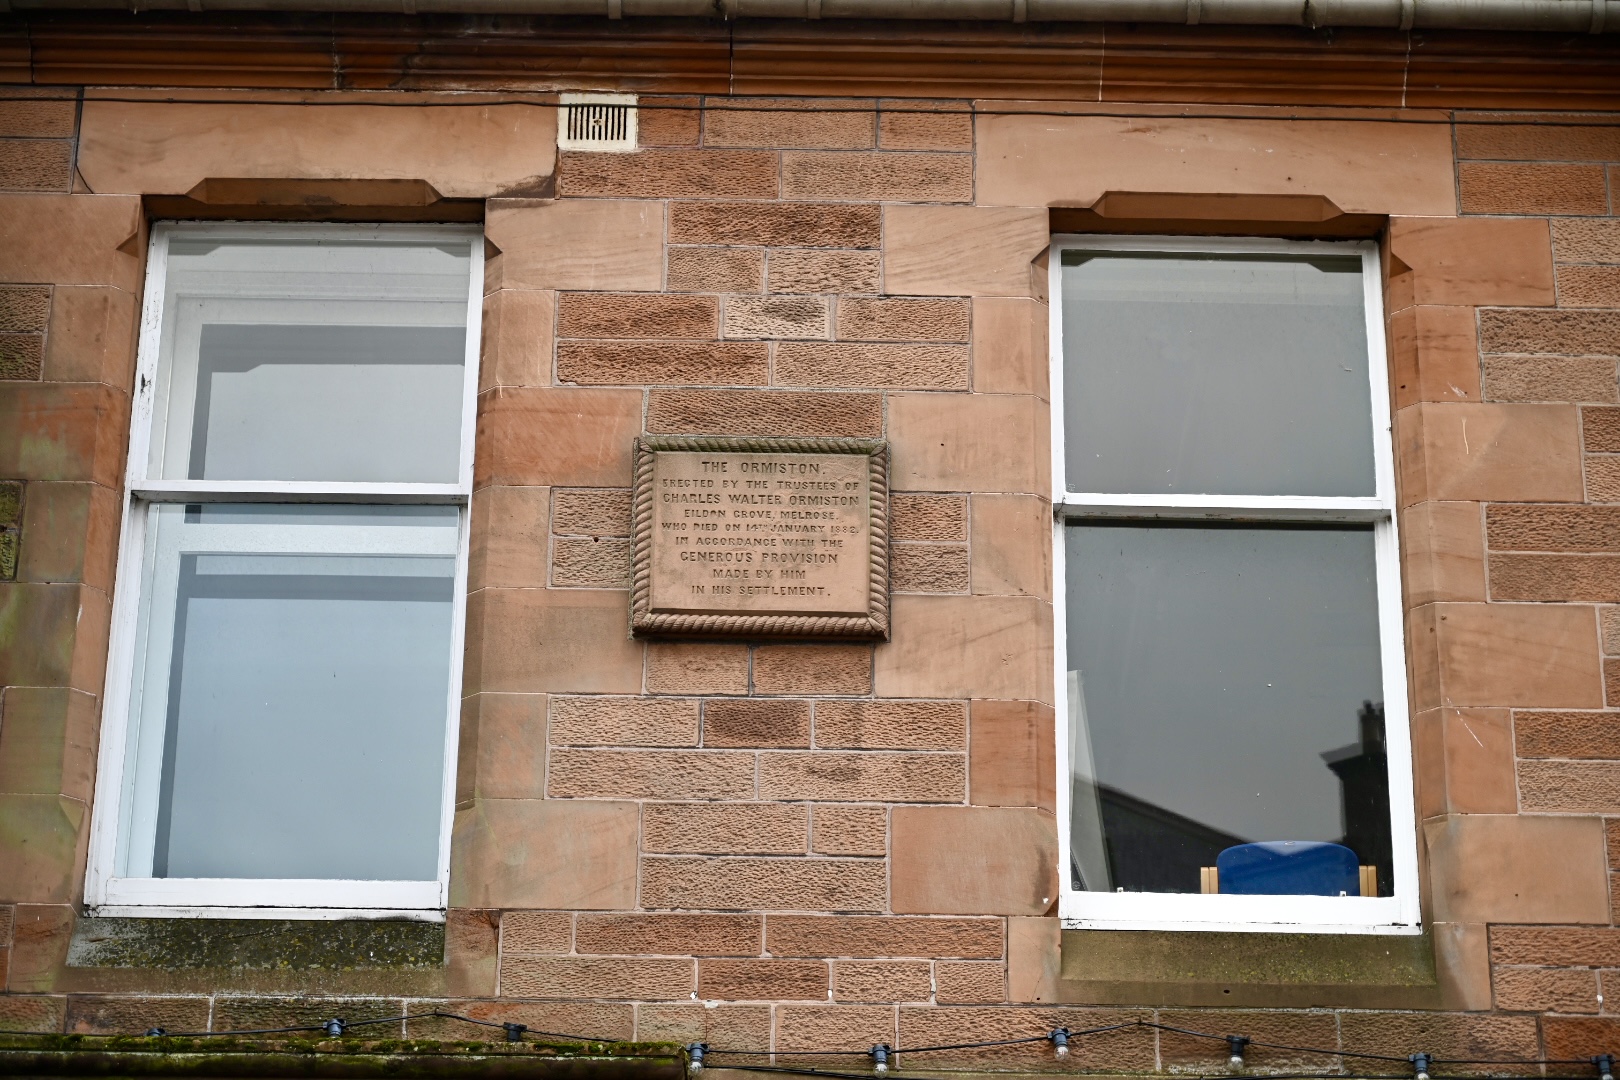 THE ORMISTON.
ERECTED BY THE TRUSTEES OF
CHARLES WALTER ORMISTON
EILDON GROVE, MELROSE.
WHO DIED ON 14TH JANUARY 1882.
IN ACCORDANCE WITH THE
GENEROUS PROVISION
MADE BY HIM
IN HIS SETTLEMENT.